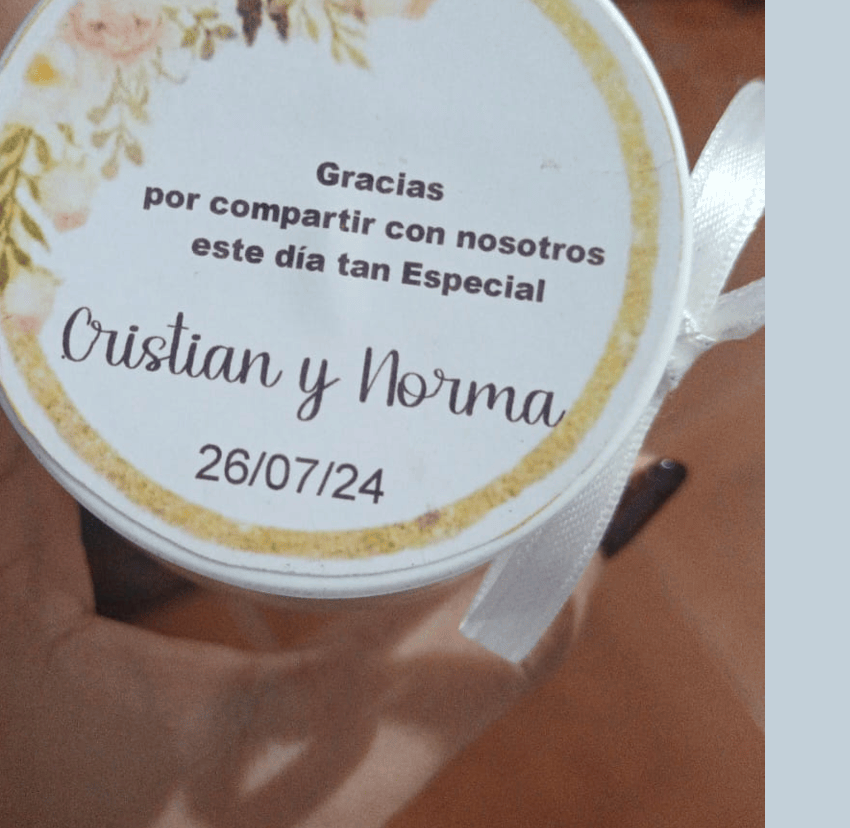 Gracias
por compartir con nosotros
este día tan Especial
Cristian y Norma
26/07/24